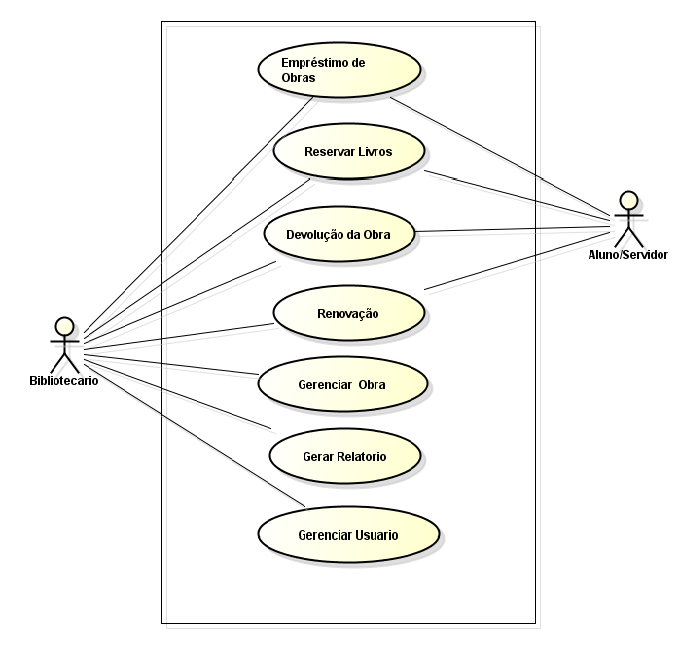 Empréstimo de
Obras
Reservar Livros
Devolução da Obra
Aluno/Servidor
Renovação
Bibliotecario
Gerenciar Obra
Gerar Relatorio
Gerenciar Usuario